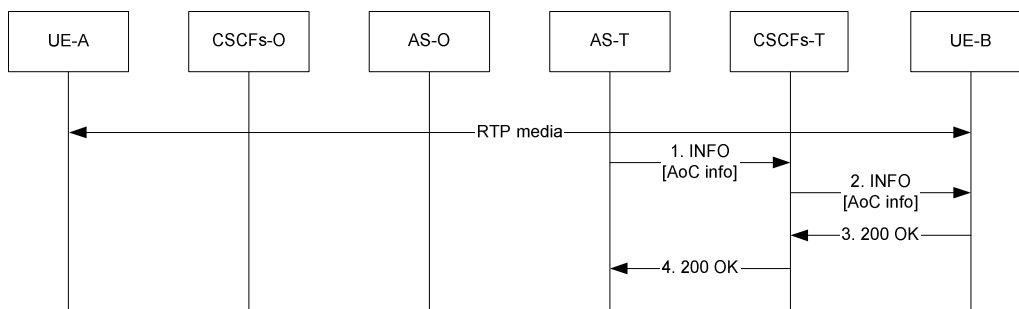 UE-A
CSCFs-O
AS-O
AS-T
CSCFs-T
UE-B
RTP media
1. INFO
[AoC info]
2. INFO
[AoC info]
3. 200 OK
4. 200 OK